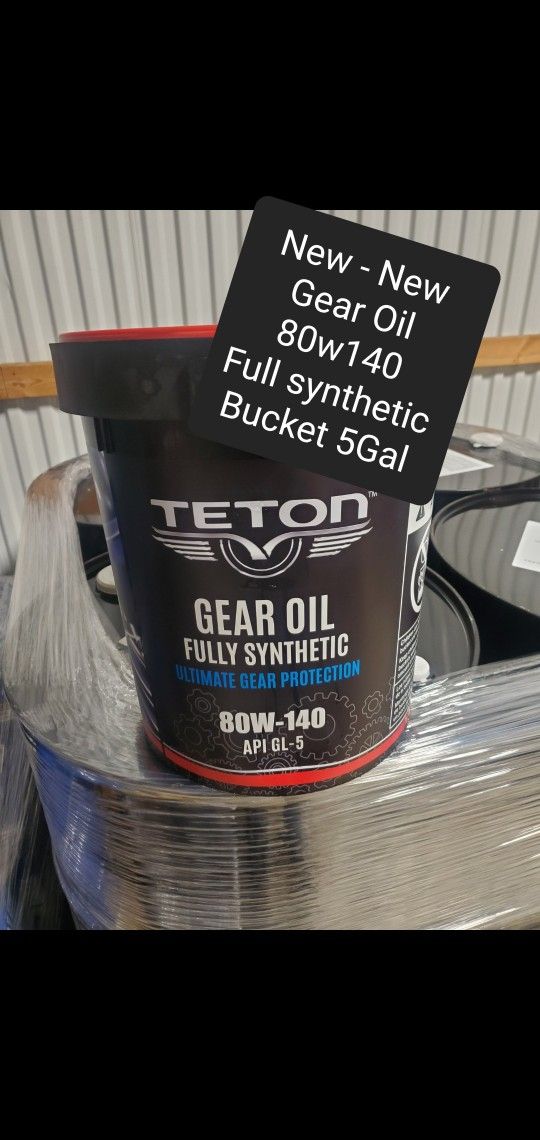 New - New
Gear Oil
80w140
Full synthetic
Bucket 5Gal
TETON™
GEAR OIL
FULLY SYNTHETIC
ULTIMATE GEAR PROTECTION
80W-140
API GL-5